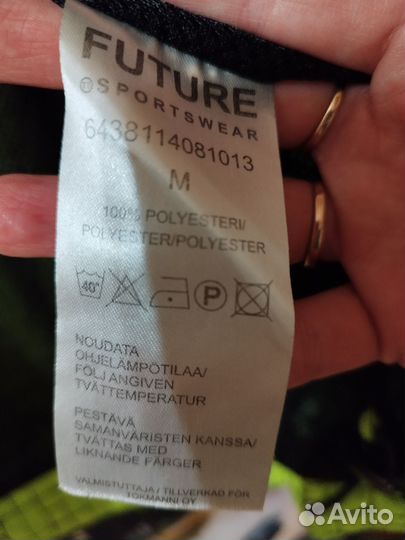 FUTURE
SPORTSWEAR
6438114081013
M
100% POLYESTERI/
POLYESTER/POLYESTER
40°
P
NOUDATA
OHJELÄMPÖTILAA/
FÖLJ ANGIVEN
TVÄTTEMPERATUR
PESTÄVÄ
SAMANVÄRISTEN KANSSA/
TVÄTTAS MED
LIKNANDE FÄRGER
VALMISTUTTAJA / TILLVERKAD FÖR
TOKMANNI OY
Avito